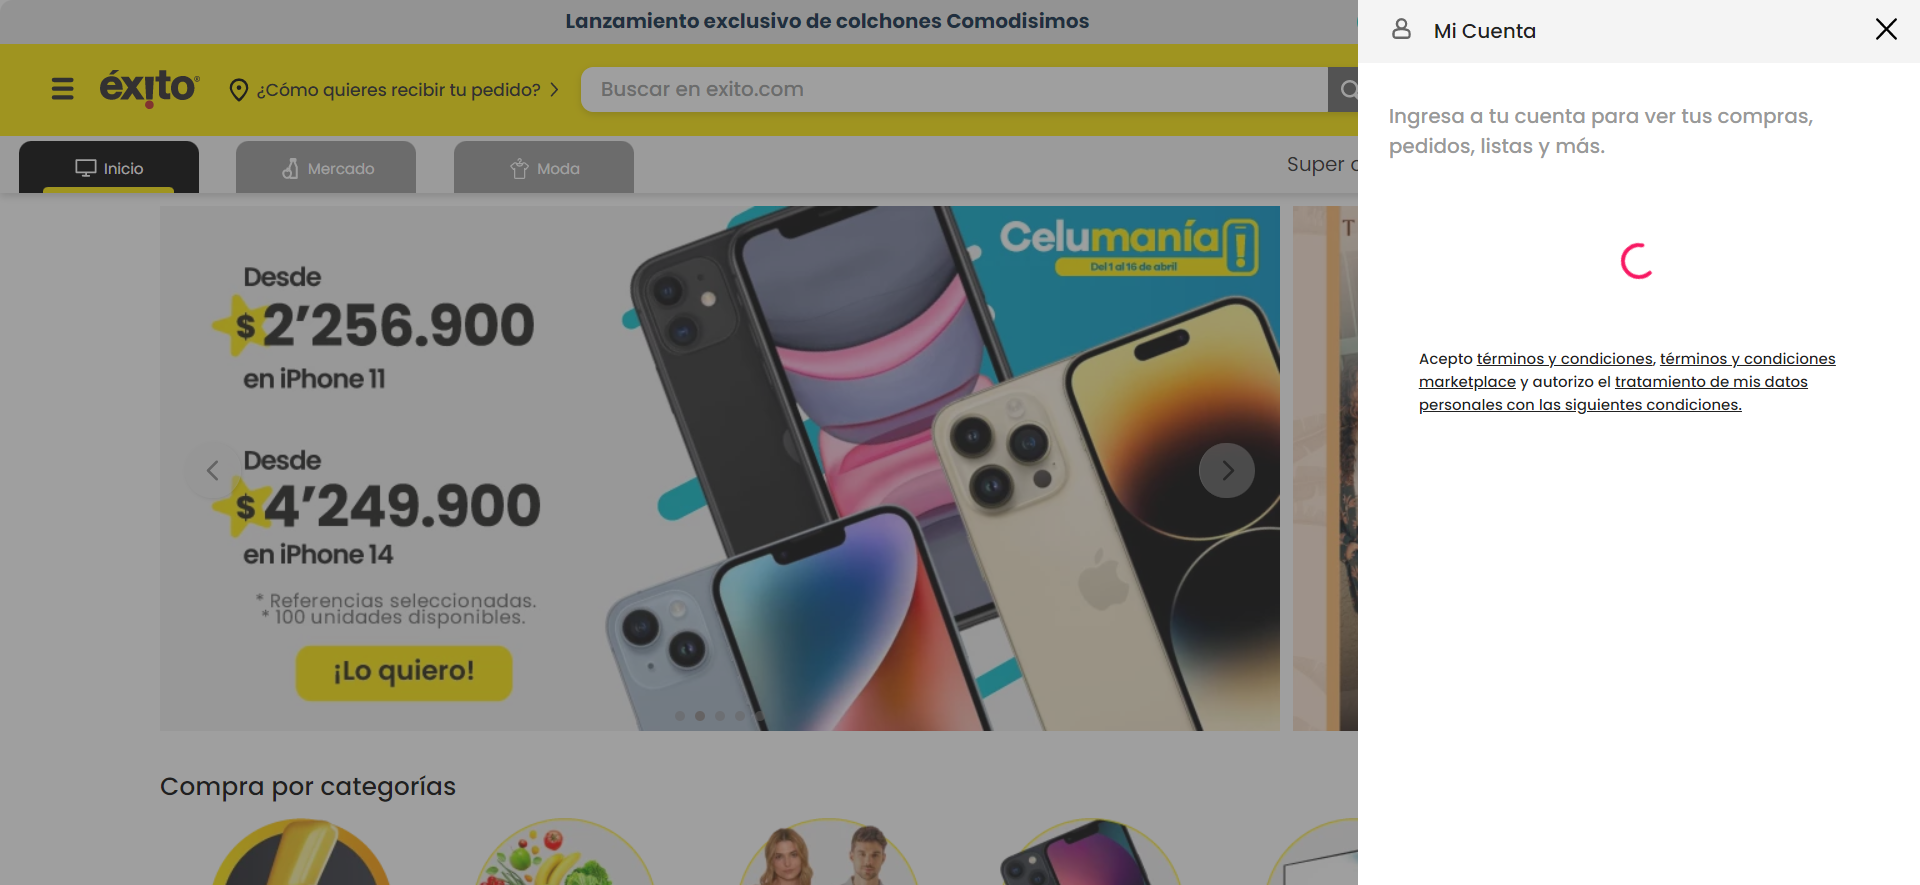 Lanzamiento exclusivo de colchones Comodisimos
éxito
¿Cómo quieres recibir tu pedido?
Buscar en exito.com
Inicio
Mercado
Moda
Super
Mi Cuenta
Ingresa a tu cuenta para ver tus compras,
pedidos, listas y más.
Acepto términos y condiciones, términos y condiciones
marketplace y autorizo el tratamiento de mis datos
personales con las siguientes condiciones.
Celumanía
Del 1 al 16 de abril
Desde
$2'256.900
en iPhone 11
Desde
$4'249.900
en iPhone 14
* Referencias seleccionadas.
* 100 unidades disponibles.
¡Lo quiero!
Compra por categorías